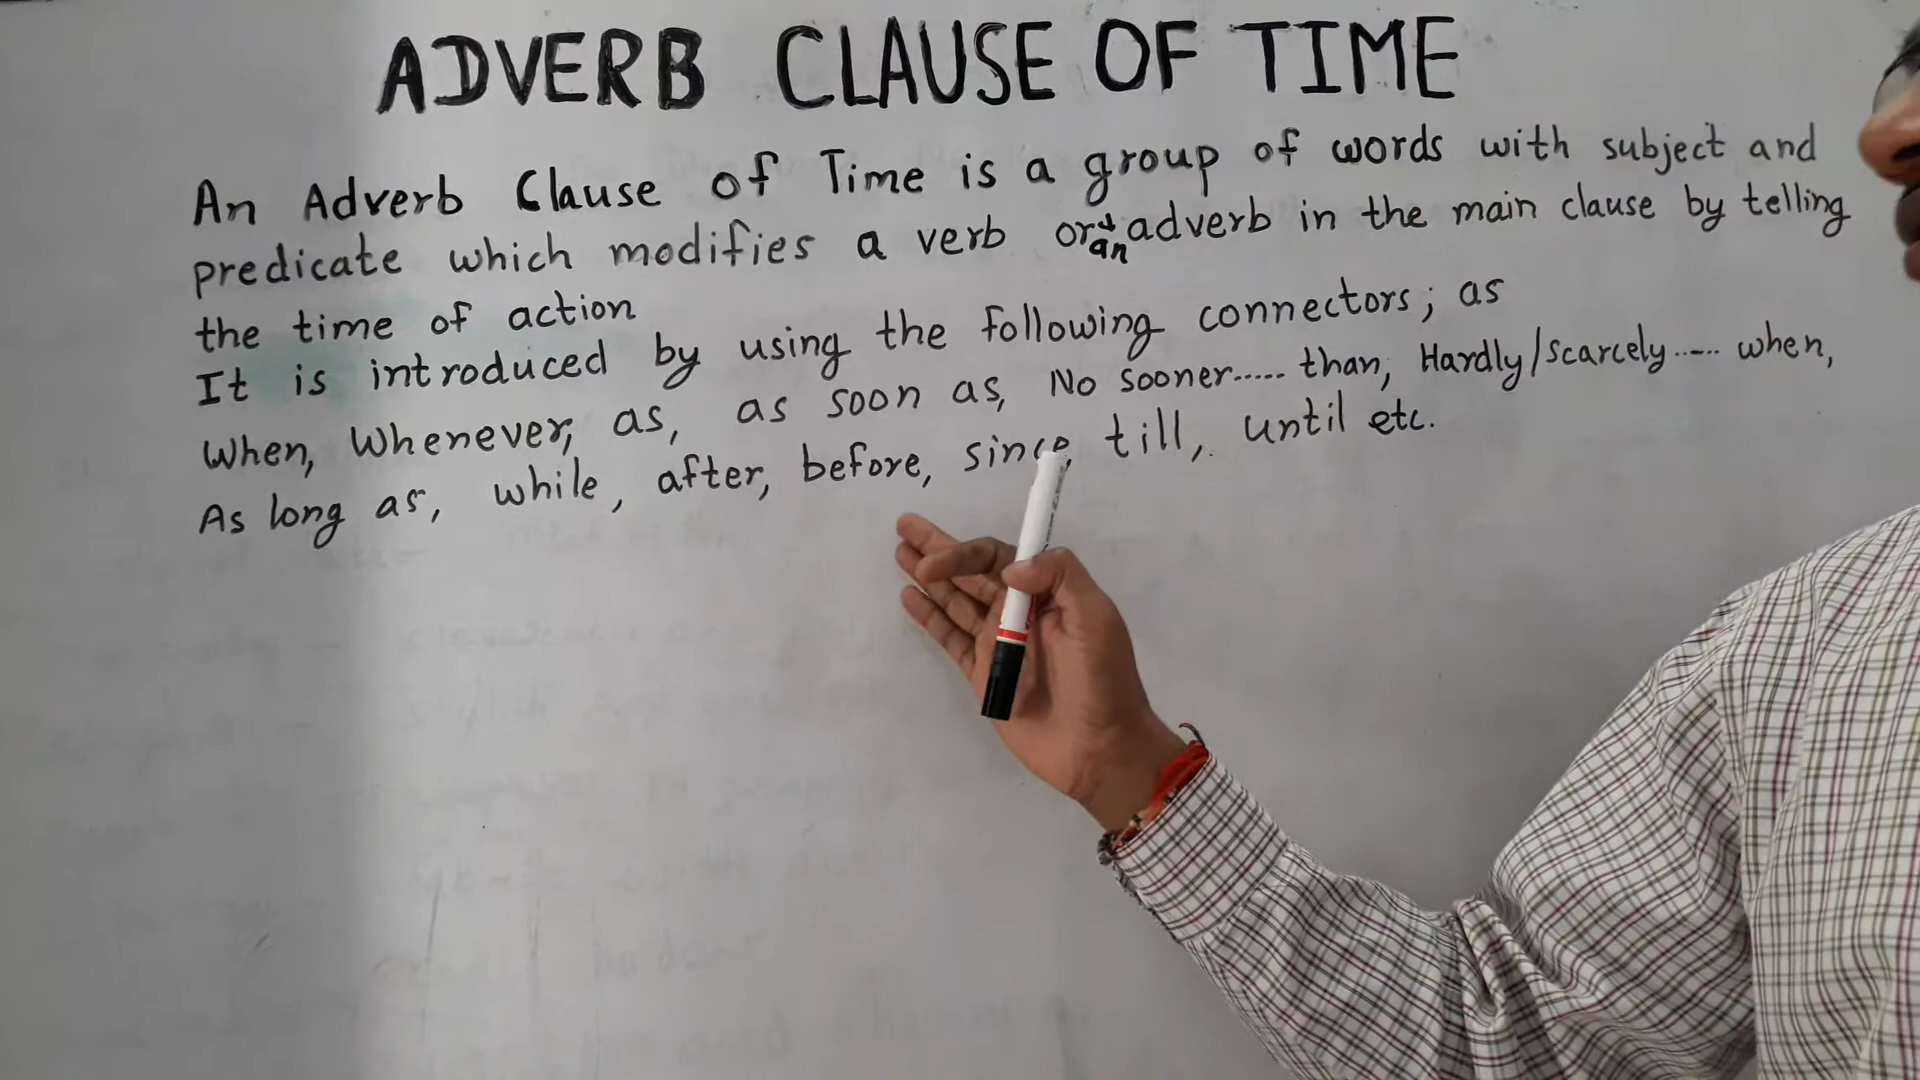 ADVERB CLAUSE OF TIME
An Adverb Clause of Time is a group of words with subject and
predicate which modifies a verb or an adverb in the main clause by telling
the time of action
It is introduced by using the following connectors; as
When, Whenever, as, as soon as, No sooner..... than, Hardly/scarcely..... when,
As long as, while, after, before, since, till, until etc.